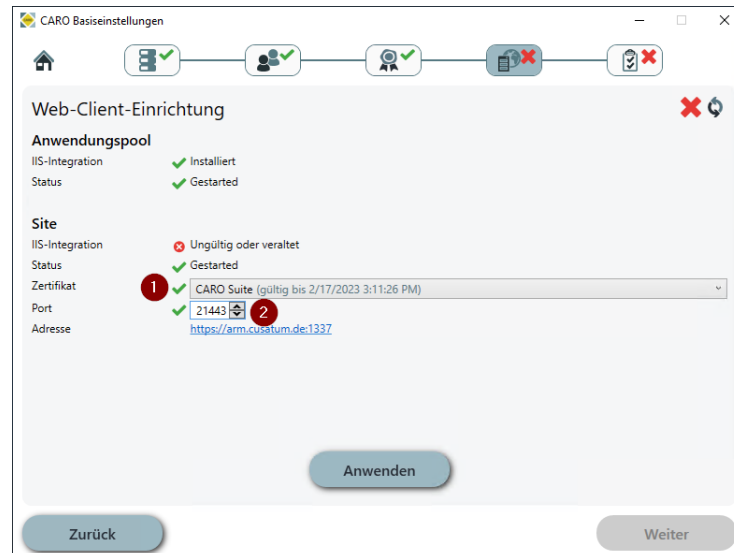 CARO Basiseinstellungen
Web-Client-Einrichtung
Anwendungspool
IIS-Integration Installiert
Status Gestarted
Site
IIS-Integration Ungültig oder veraltet
Status Gestarted
Zertifikat 1 CARO Suite (gültig bis 2/17/2023 3:11:26 PM)
Port 21443 2
Adresse https://arm.cusatum.de:1337
Anwenden
Zurück Weiter